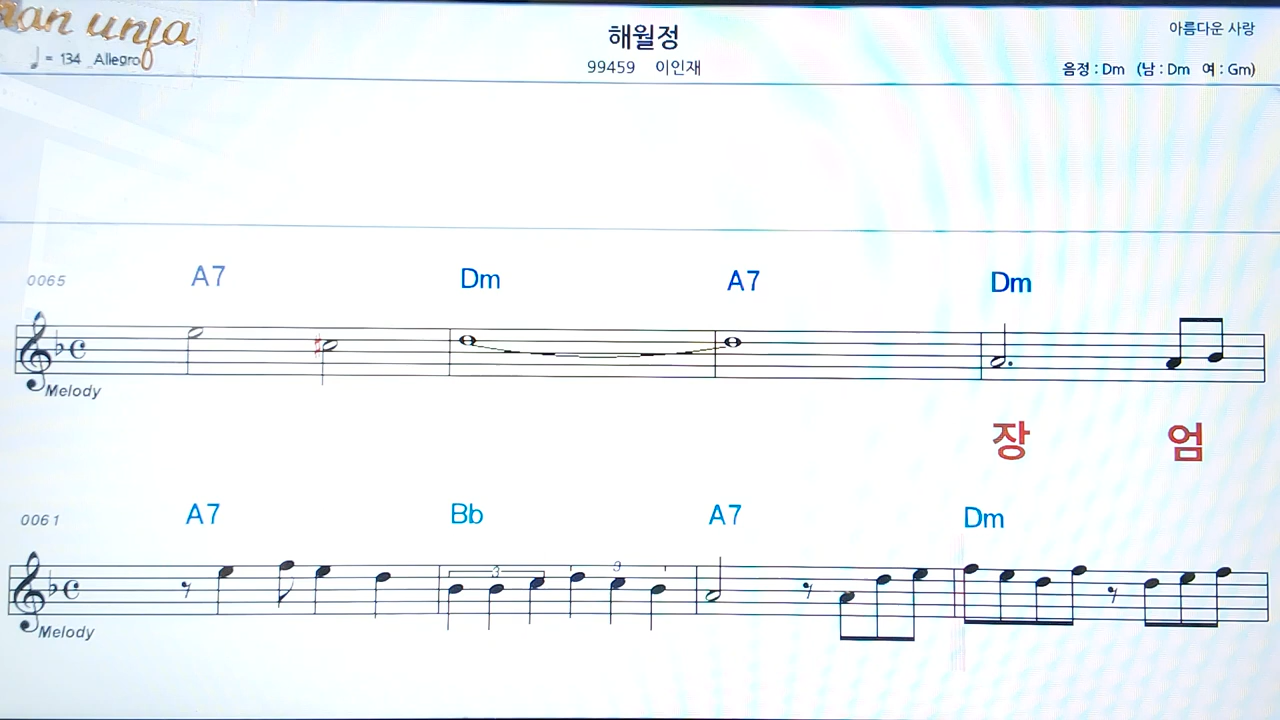 해월정
아름다운 사랑
♩ = 134 Allegro
99459 이인재
음정 : Dm (남 : Dm 여 : Gm)
0065 A7 Dm A7 Dm
Melody
장 엄
0061 A7 Bb A7 Dm
3
Melody